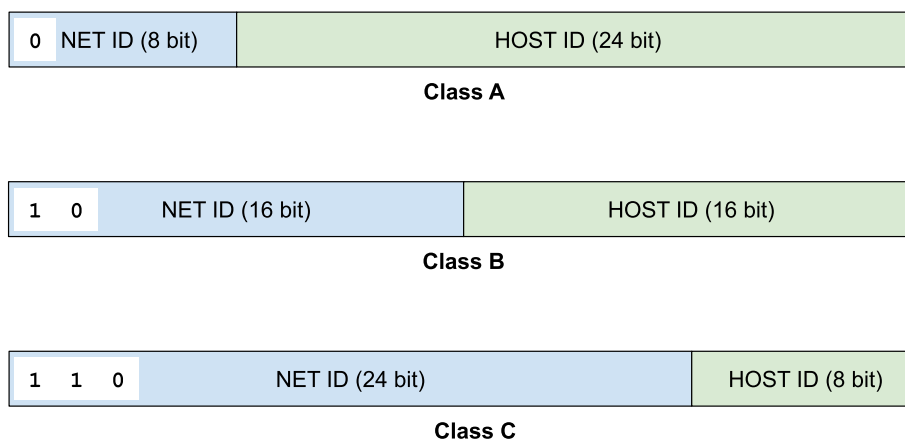 0 NET ID (8 bit) HOST ID (24 bit)
Class A
1 0 NET ID (16 bit) HOST ID (16 bit)
Class B
1 1 0 NET ID (24 bit) HOST ID (8 bit)
Class C